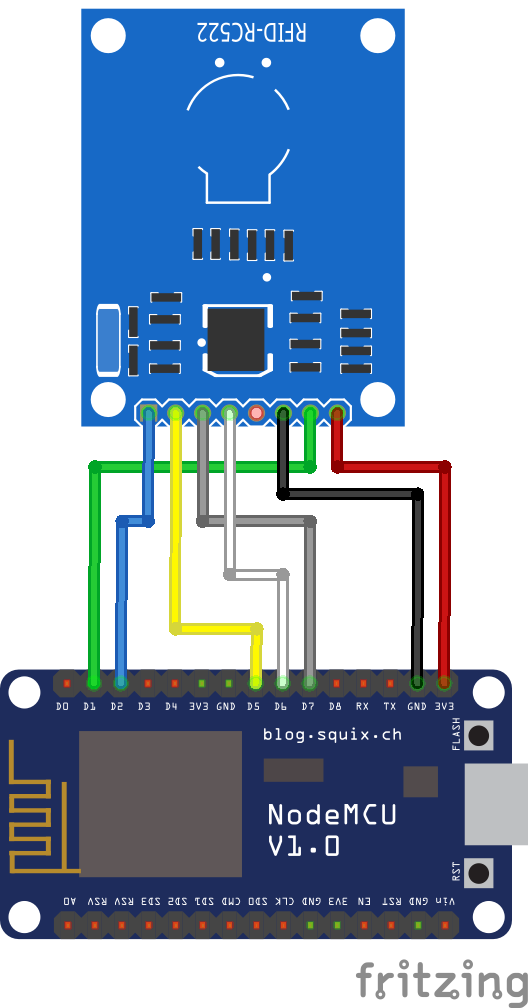 RFID-RC522
D0 D1 D2 D3 D4 3V3 GND D5 D6 D7 D8 RX TX GND 3V3
FLASH
blog.squix.ch
NodeMCU
V1.0
RST
A0 RSV RSV SD3 SD2 SD1 CMD SD0 CLK GND 3V3 EN RST GND Vin
fritzing